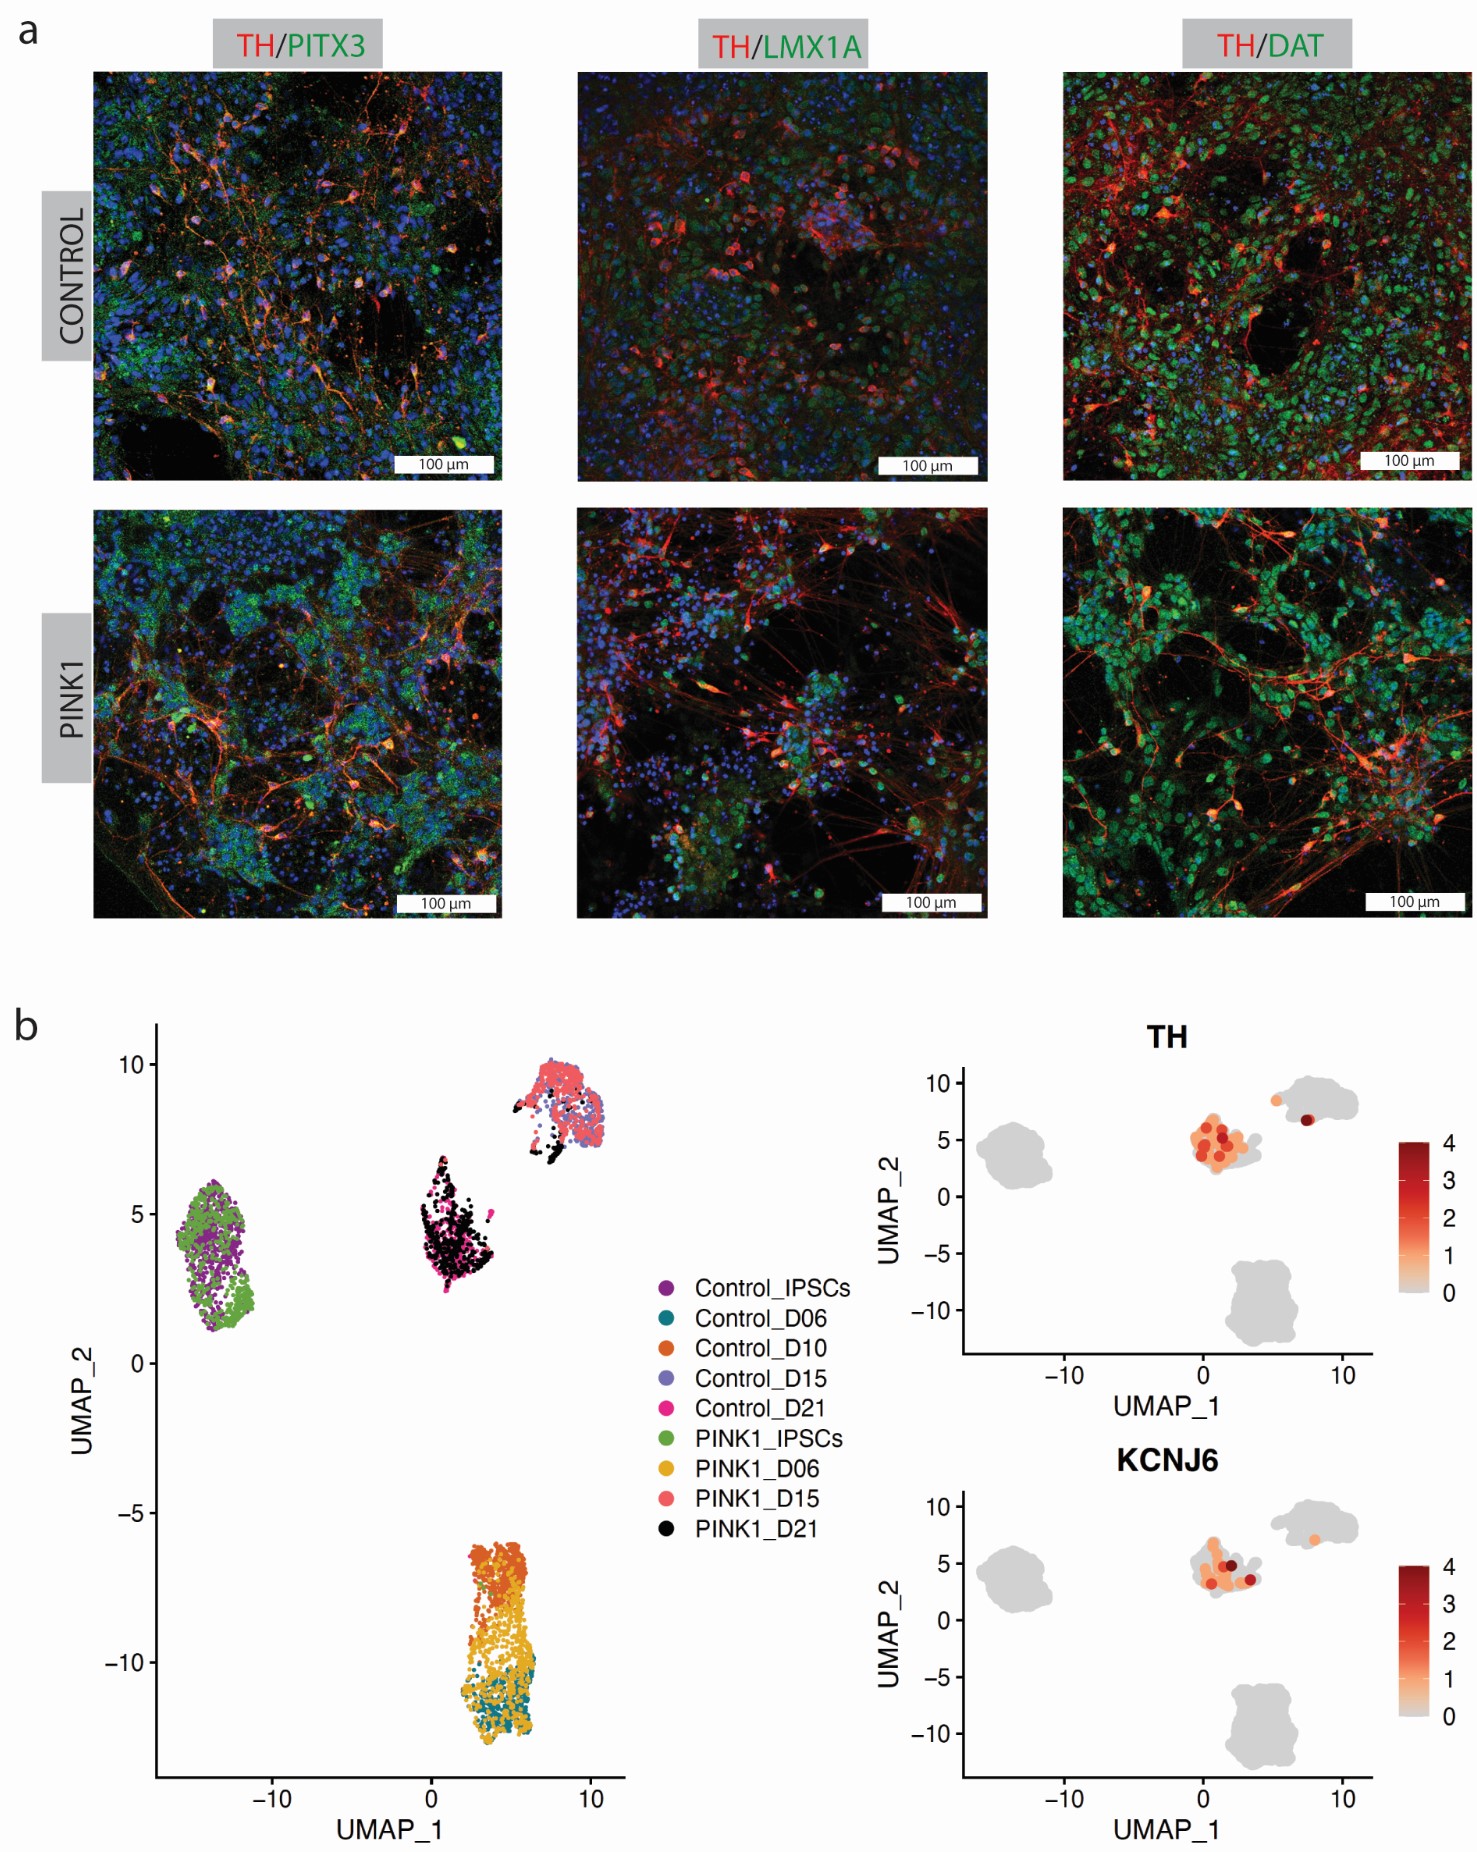 a
TH/PITX3
TH/LMX1A
TH/DAT
CONTROL
100 µm
100 µm
100 µm
PINK1
100 µm
100 µm
100 µm
b
10
5
0
−5
−10
UMAP_2
−10
0
10
UMAP_1
Control_IPSCs
Control_D06
Control_D10
Control_D15
Control_D21
PINK1_IPSCs
PINK1_D06
PINK1_D15
PINK1_D21
TH
10
5
0
−5
−10
UMAP_2
−10
0
10
UMAP_1
4
3
2
1
0
KCNJ6
10
5
0
−5
−10
UMAP_2
−10
0
10
UMAP_1
4
3
2
1
0